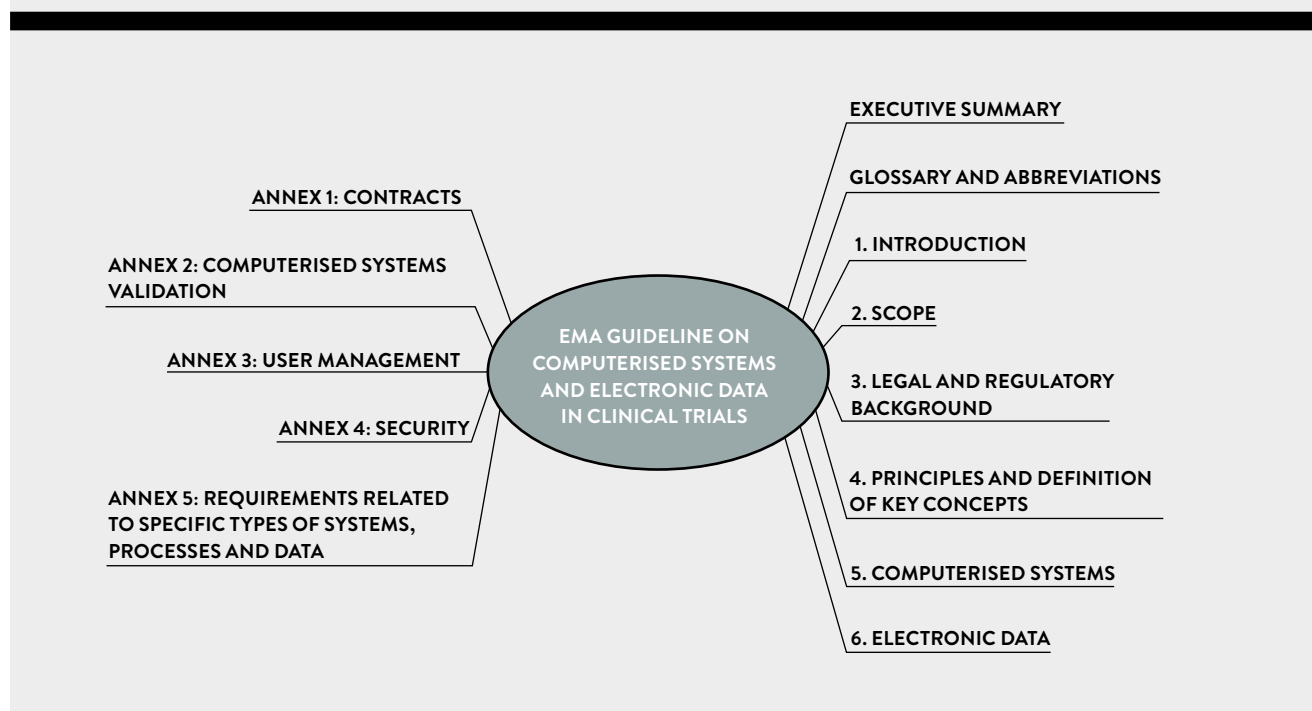 EXECUTIVE SUMMARY
GLOSSARY AND ABBREVIATIONS
1. INTRODUCTION
2. SCOPE
3. LEGAL AND REGULATORY
BACKGROUND
4. PRINCIPLES AND DEFINITION
OF KEY CONCEPTS
5. COMPUTERISED SYSTEMS
6. ELECTRONIC DATA
EMA GUIDELINE ON
COMPUTERISED SYSTEMS
AND ELECTRONIC DATA
IN CLINICAL TRIALS
ANNEX 1: CONTRACTS
ANNEX 2: COMPUTERISED SYSTEMS
VALIDATION
ANNEX 3: USER MANAGEMENT
ANNEX 4: SECURITY
ANNEX 5: REQUIREMENTS RELATED
TO SPECIFIC TYPES OF SYSTEMS,
PROCESSES AND DATA